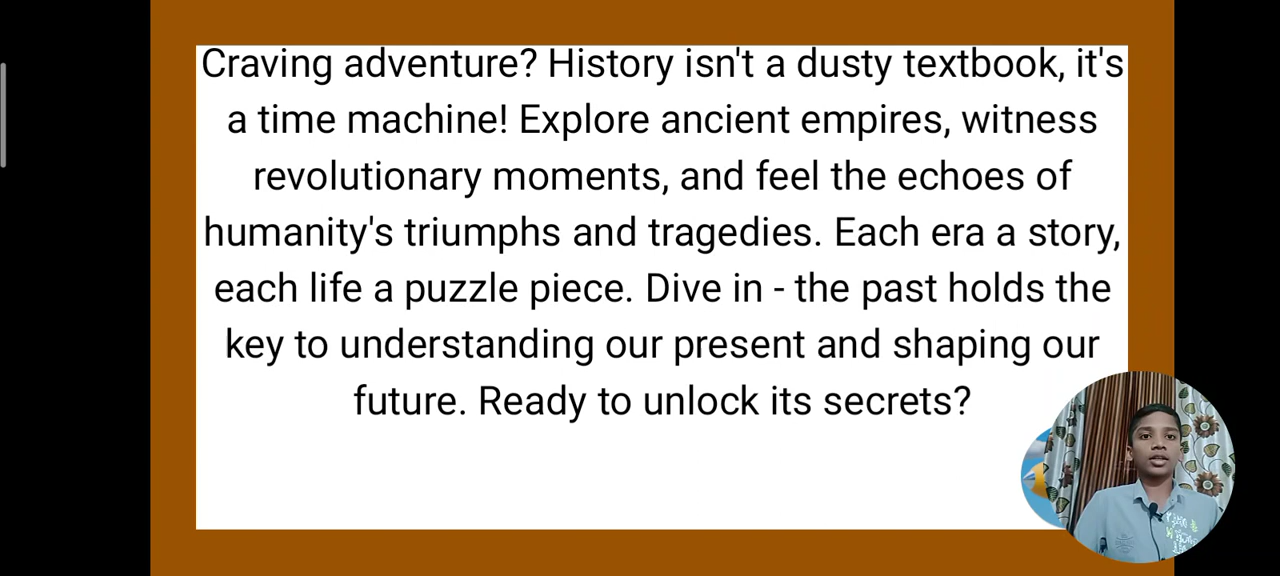 Craving adventure? History isn't a dusty textbook, it's
a time machine! Explore ancient empires, witness
revolutionary moments, and feel the echoes of
humanity's triumphs and tragedies. Each era a story,
each life a puzzle piece. Dive in - the past holds the
key to understanding our present and shaping our
future. Ready to unlock its secrets?